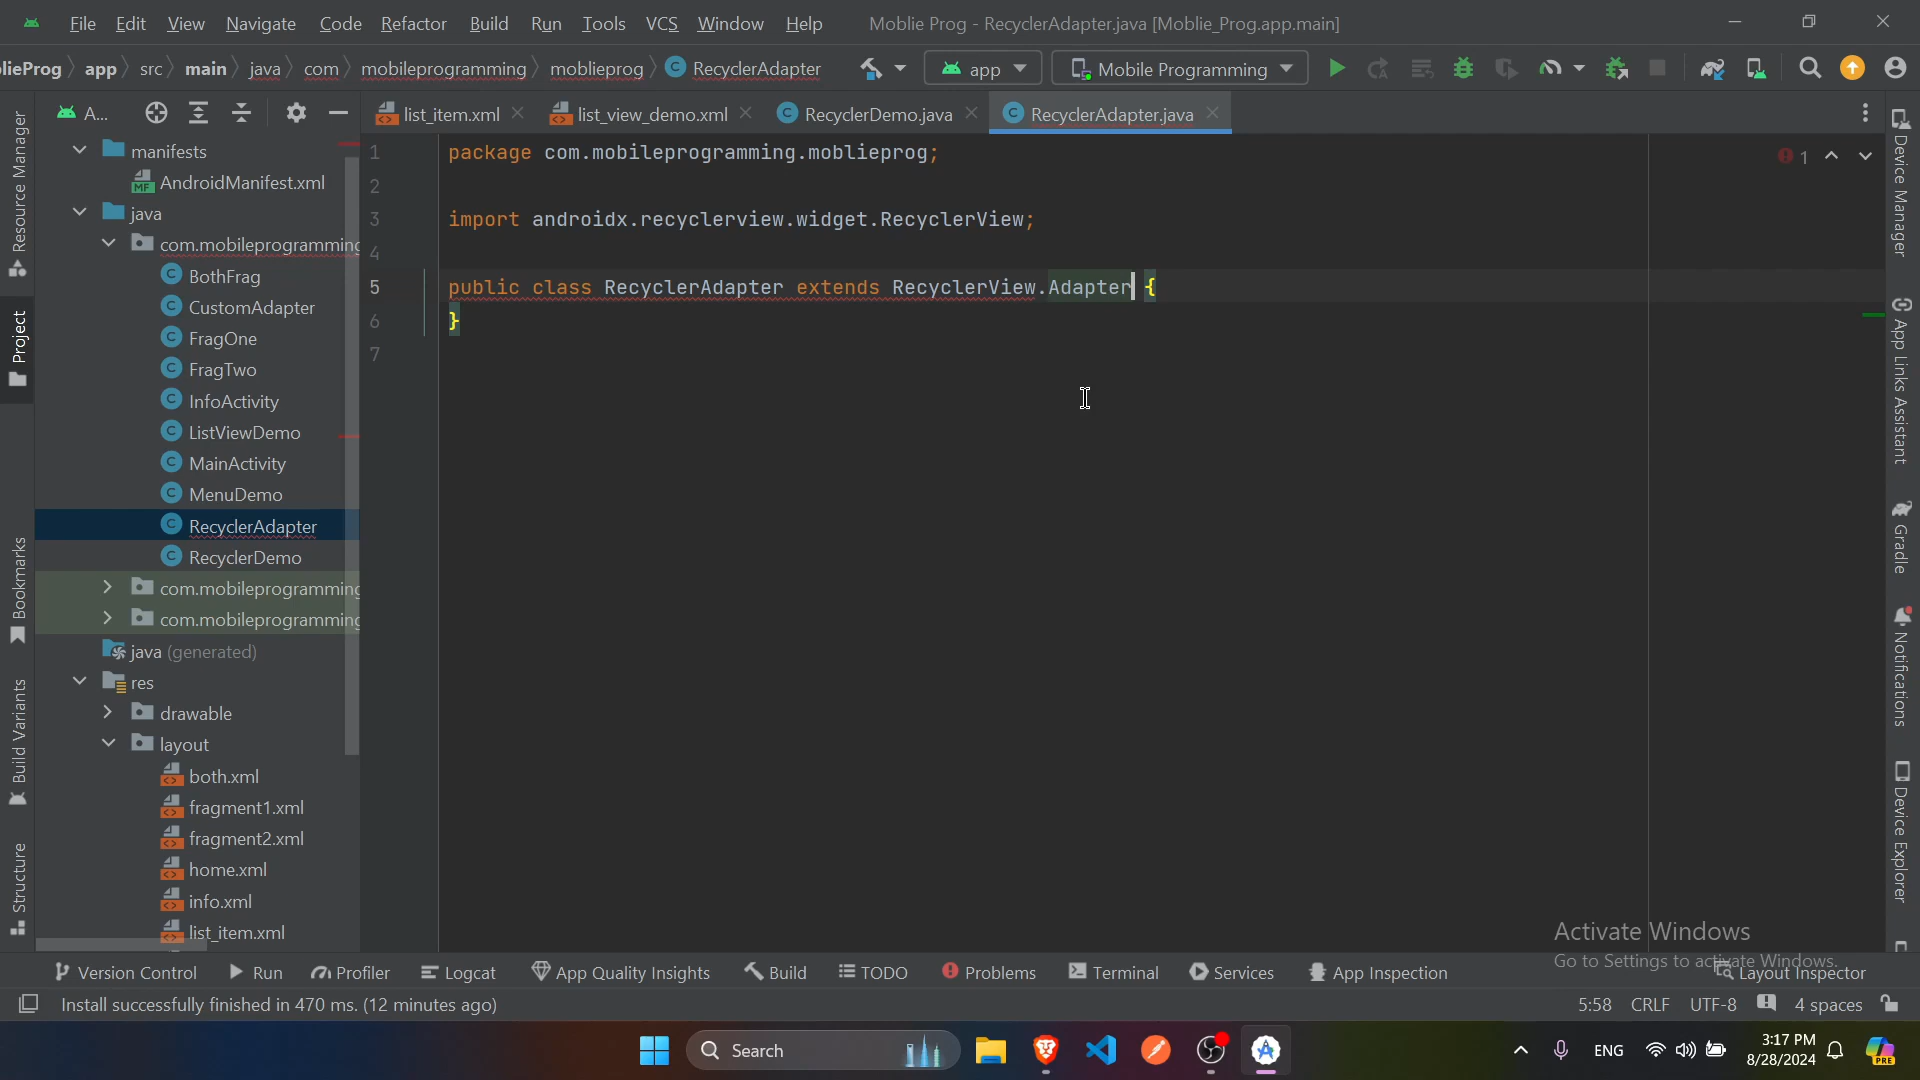 File Edit View Navigate Code Refactor Build Run Tools VCS Window Help Moblie Prog - RecyclerAdapter.java [Moblie_Prog.app.main]
lieProg app src main java com mobileprogramming moblieprog RecyclerAdapter app Mobile Programming
A... list_item.xml list_view_demo.xml RecyclerDemo.java RecyclerAdapter.java
Resource Manager
Project
Bookmarks
Build Variants
Structure
manifests
AndroidManifest.xml
java
com.mobileprogramming
BothFrag
CustomAdapter
FragOne
FragTwo
InfoActivity
ListViewDemo
MainActivity
MenuDemo
RecyclerAdapter
RecyclerDemo
com.mobileprogramming
com.mobileprogramming
java (generated)
res
drawable
layout
both.xml
fragment1.xml
fragment2.xml
home.xml
info.xml
list_item.xml
1 package com.mobileprogramming.moblieprog;
2
3 import androidx.recyclerview.widget.RecyclerView;
4
5 public class RecyclerAdapter extends RecyclerView.Adapter {
6 }
7
1
Device Manager
App Links Assistant
Gradle
Notifications
Device Explorer
Activate Windows
Go to Settings to activate Windows.
Version Control Run Profiler Logcat App Quality Insights Build TODO Problems Terminal Services App Inspection Layout Inspector
Install successfully finished in 470 ms. (12 minutes ago) 5:58 CRLF UTF-8 4 spaces
Search ENG 3:17 PM
8/28/2024
PRE